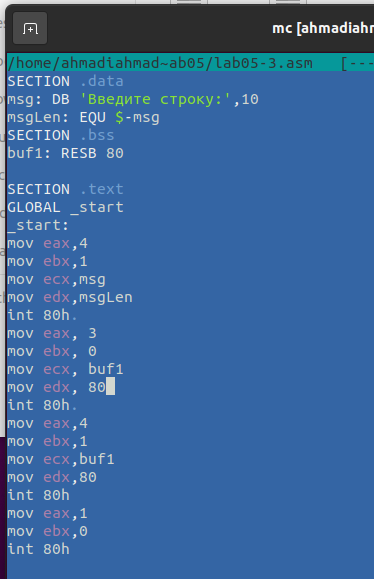 mc [ahmadiahm
/home/ahmadiahmad-ab05/lab05-3.asm [---
SECTION .data
msg: DB 'Введите строку:',10
msgLen: EQU $-msg
SECTION .bss
buf1: RESB 80
SECTION .text
GLOBAL _start
_start:
mov eax,4
mov ebx,1
mov ecx,msg
mov edx,msgLen
int 80h.
mov eax, 3
mov ebx, 0
mov ecx, buf1
mov edx, 80
int 80h.
mov eax,4
mov ebx,1
mov ecx,buf1
mov edx,80
int 80h
mov eax,1
mov ebx,0
int 80h